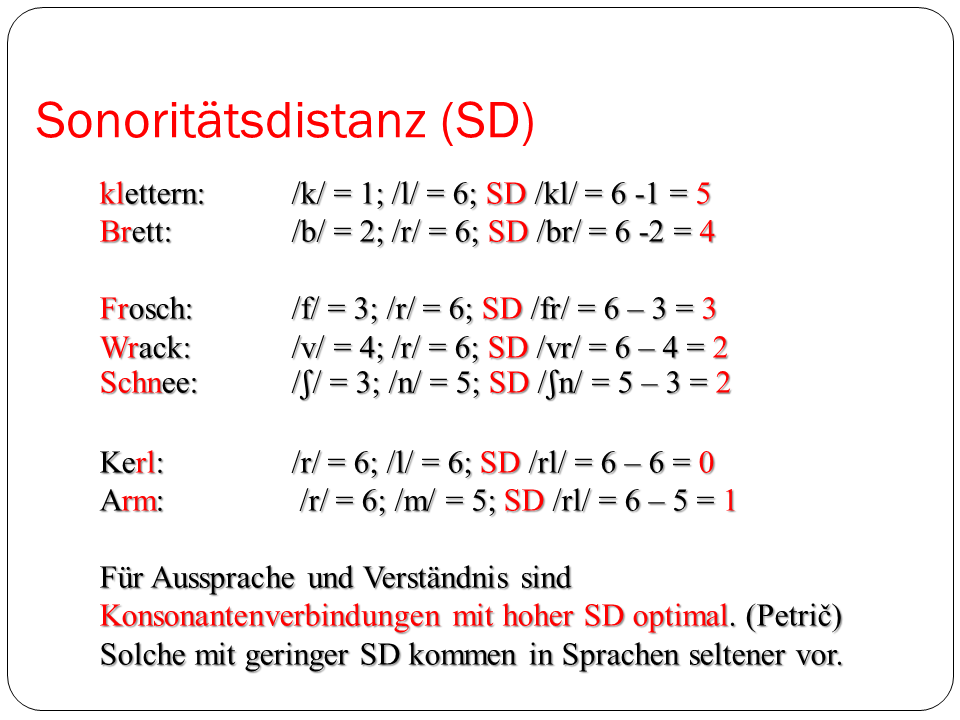 Sonoritätsdistanz (SD)
klettern: /k/ = 1; /l/ = 6; SD /kl/ = 6 -1 = 5
Brett: /b/ = 2; /r/ = 6; SD /br/ = 6 -2 = 4
Frosch: /f/ = 3; /r/ = 6; SD /fr/ = 6 – 3 = 3
Wrack: /v/ = 4; /r/ = 6; SD /vr/ = 6 – 4 = 2
Schnee: /ʃ/ = 3; /n/ = 5; SD /ʃn/ = 5 – 3 = 2
Kerl: /r/ = 6; /l/ = 6; SD /rl/ = 6 – 6 = 0
Arm: /r/ = 6; /m/ = 5; SD /rl/ = 6 – 5 = 1
Für Aussprache und Verständnis sind
Konsonantenverbindungen mit hoher SD optimal. (Petrič)
Solche mit geringer SD kommen in Sprachen seltener vor.